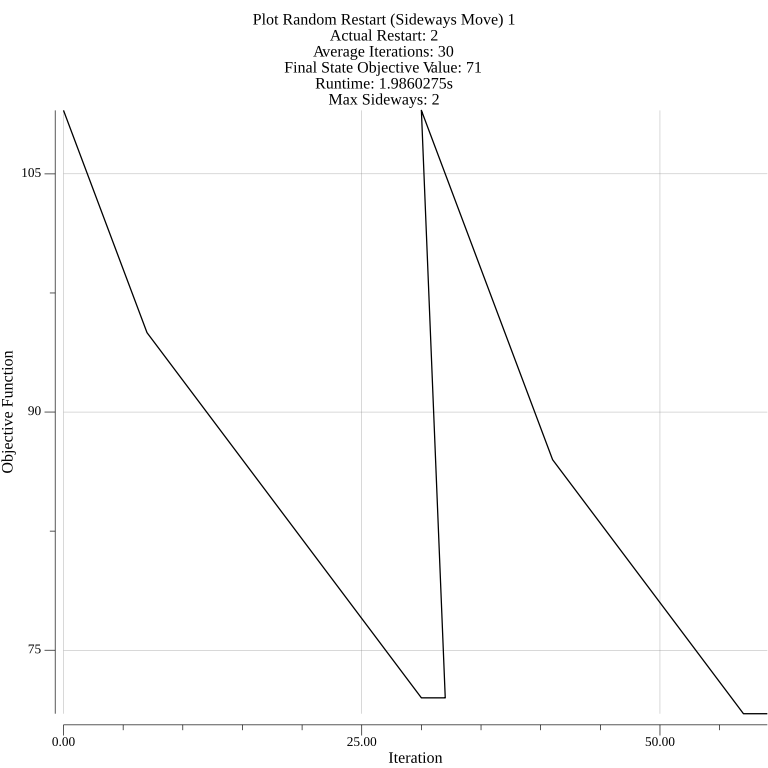 Plot Random Restart (Sideways Move) 1
Actual Restart: 2
Average Iterations: 30
Final State Objective Value: 71
Runtime: 1.9860275s
Max Sideways: 2
105
90
75
Objective Function
0.00 25.00 50.00
Iteration